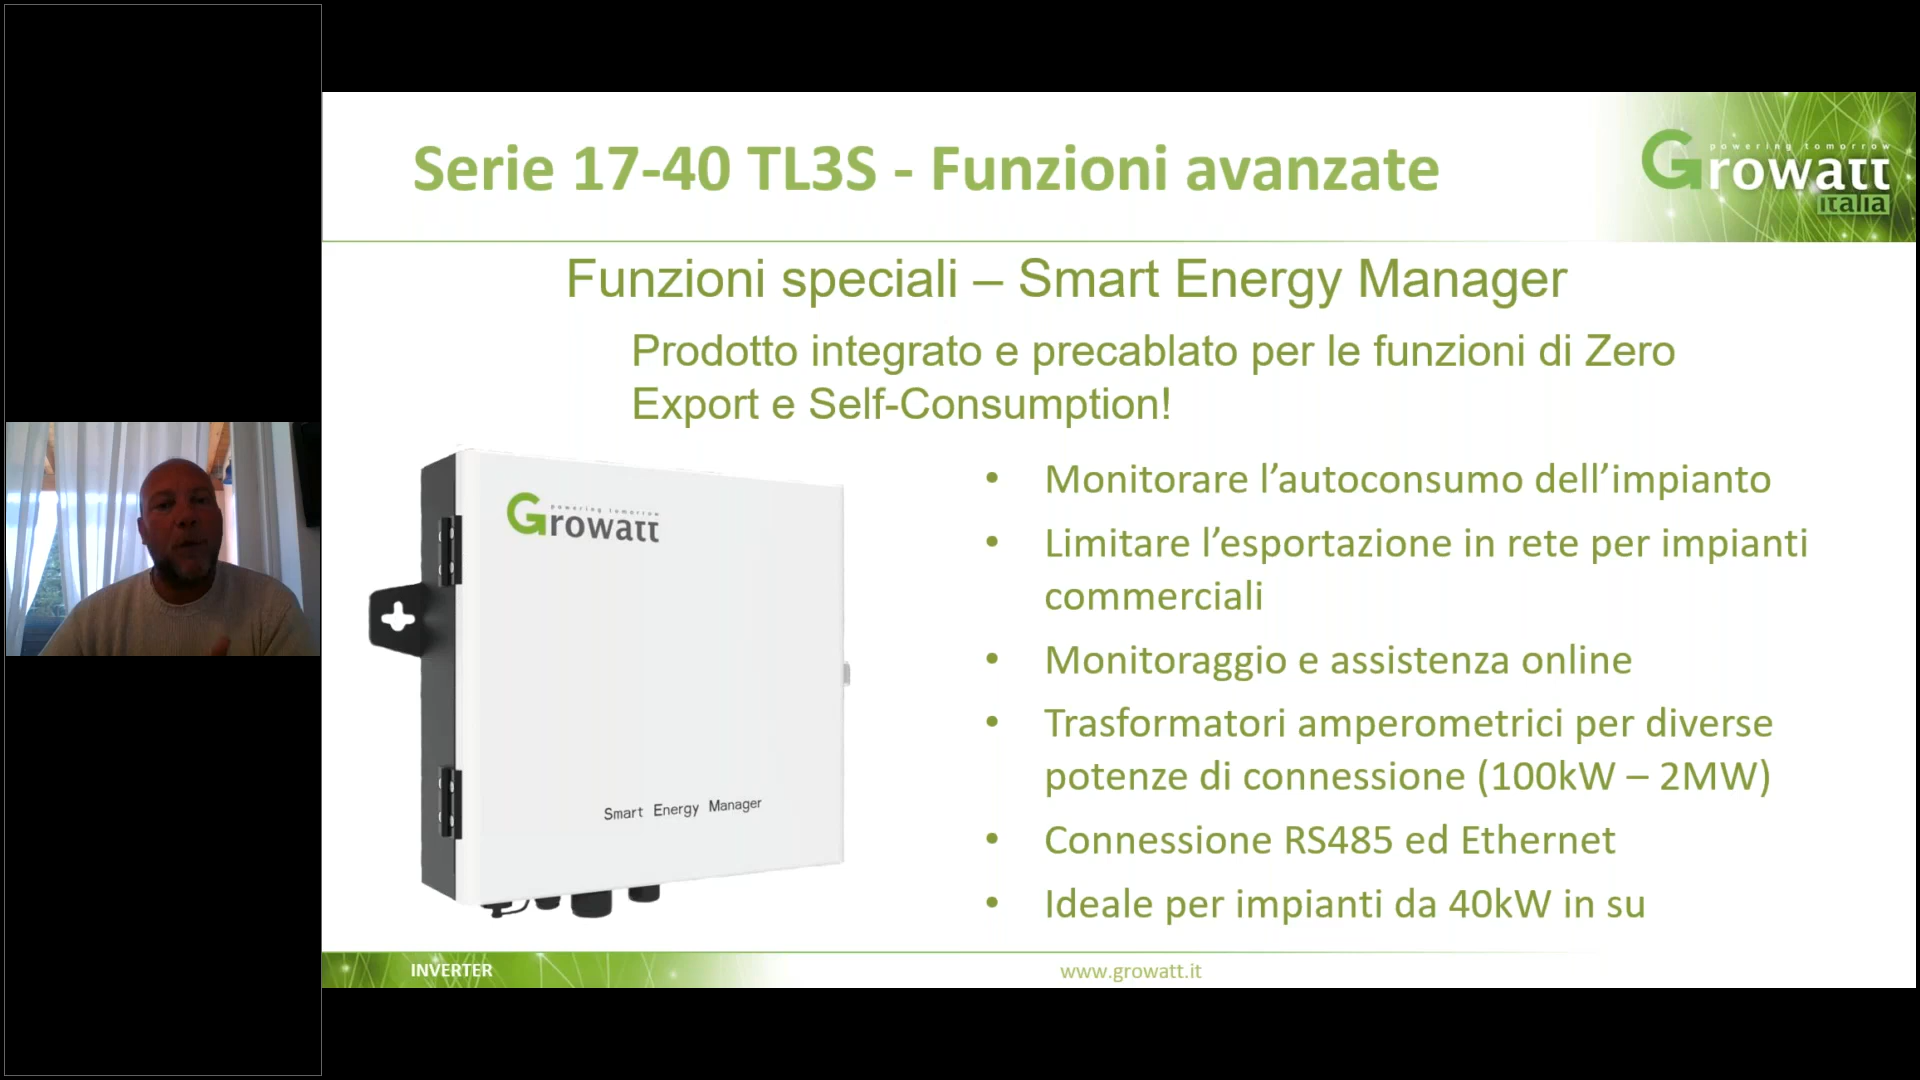 Serie 17-40 TL3S - Funzioni avanzate
powering tomorrow
Growatt
italia
Funzioni speciali – Smart Energy Manager
Prodotto integrato e precablato per le funzioni di Zero
Export e Self-Consumption!
powering tomorrow
Growatt
Smart Energy Manager
• Monitorare l’autoconsumo dell’impianto
• Limitare l’esportazione in rete per impianti
commerciali
• Monitoraggio e assistenza online
• Trasformatori amperometrici per diverse
potenze di connessione (100kW – 2MW)
• Connessione RS485 ed Ethernet
• Ideale per impianti da 40kW in su
INVERTER
www.growatt.it